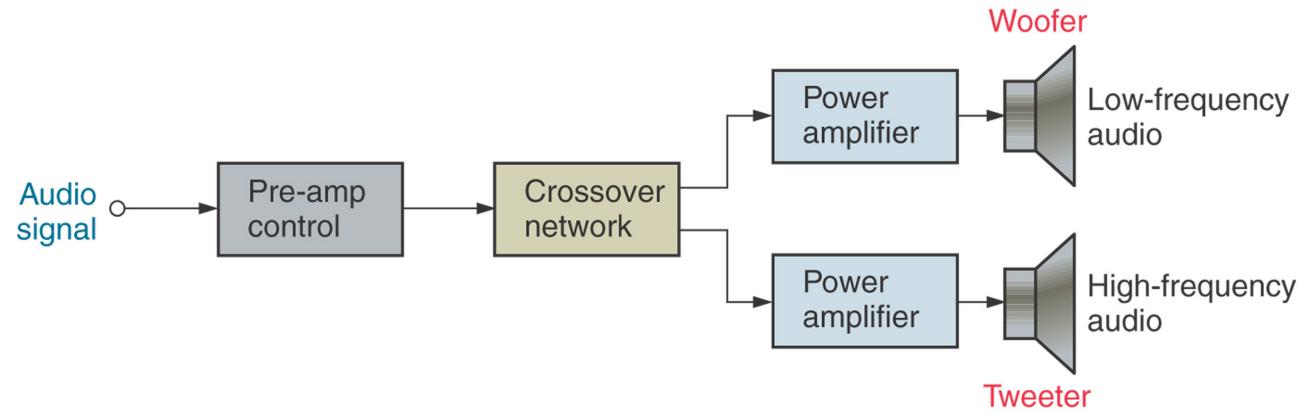 Woofer
Power
amplifier
Low-frequency
audio
Audio
signal
Pre-amp
control
Crossover
network
Power
amplifier
High-frequency
audio
Tweeter